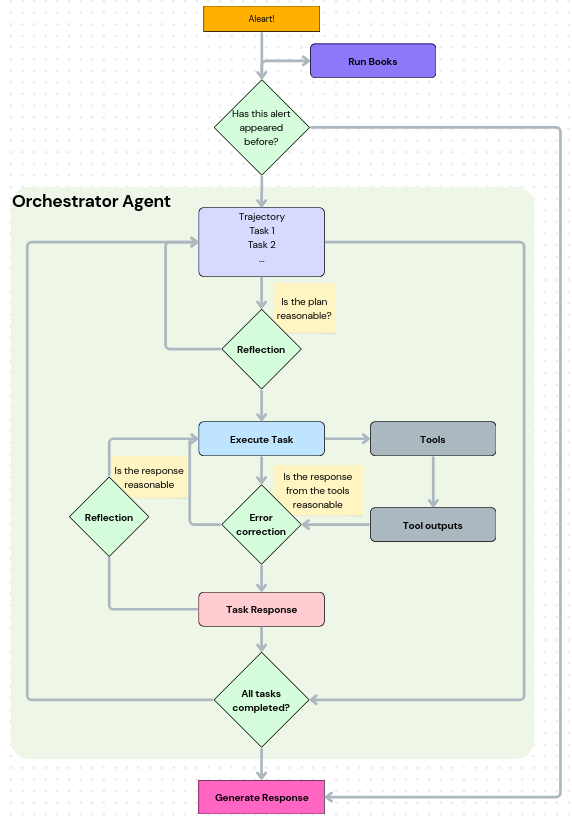 Aleart!
Run Books
Has this alert
appeared
before?
Orchestrator Agent
Trajectory
Task 1
Task 2
...
Is the plan
reasonable?
Reflection
Execute Task
Tools
Is the response
reasonable
Is the response
from the tools
reasonable
Reflection
Error
correction
Tool outputs
Task Response
All tasks
completed?
Generate Response